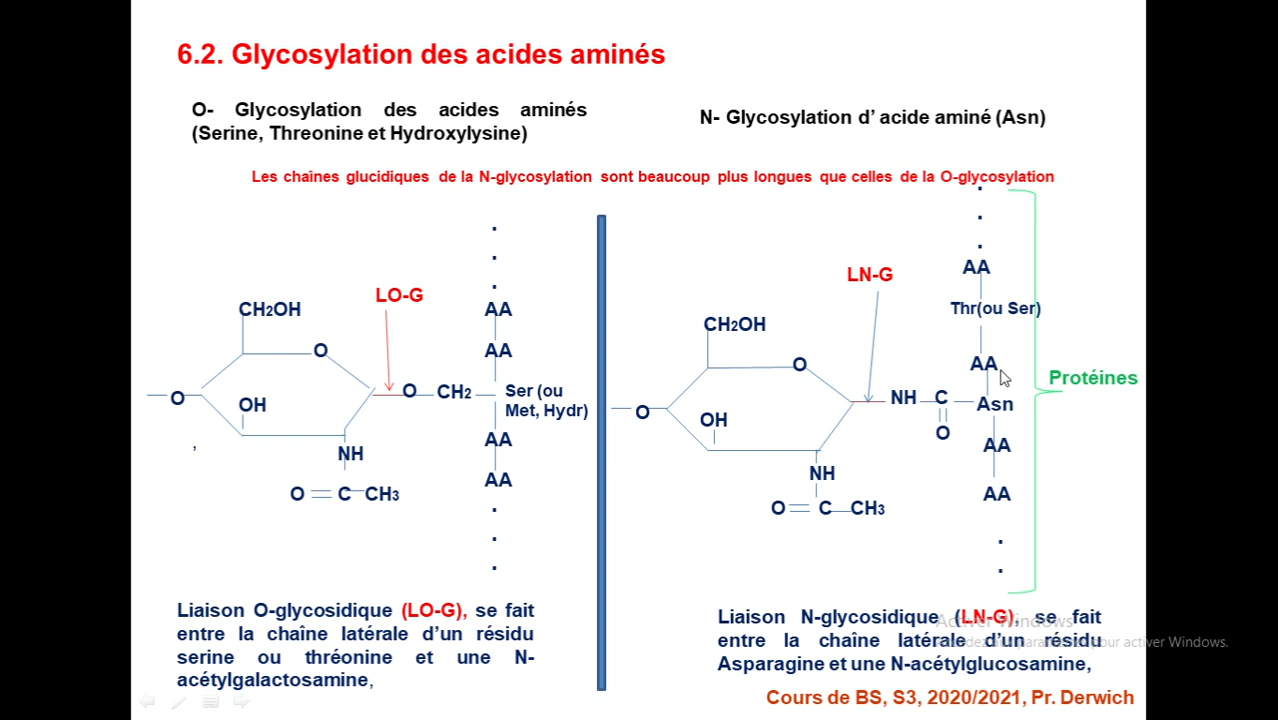 6.2. Glycosylation des acides aminés
O- Glycosylation des acides aminés
(Serine, Threonine et Hydroxylysine)
N- Glycosylation d' acide aminé (Asn)
Les chaînes glucidiques de la N-glycosylation sont beaucoup plus longues que celles de la O-glycosylation
LO-G
CH2OH
O
O
OH
NH
O C CH3
O CH2
AA
AA
Ser (ou
Met, Hydr)
AA
AA
,
LN-G
CH2OH
O
O
OH
NH
O C CH3
NH C
O
AA
Thr(ou Ser)
AA
Asn
AA
AA
Protéines
Liaison O-glycosidique (LO-G), se fait
entre la chaîne latérale d'un résidu
serine ou thréonine et une N-
acétylgalactosamine,
Liaison N-glycosidique (LN-G), se fait
entre la chaîne latérale d'un résidu
Asparagine et une N-acétylglucosamine,
Activer Windows
pour activer Windows.
Cours de BS, S3, 2020/2021, Pr. Derwich